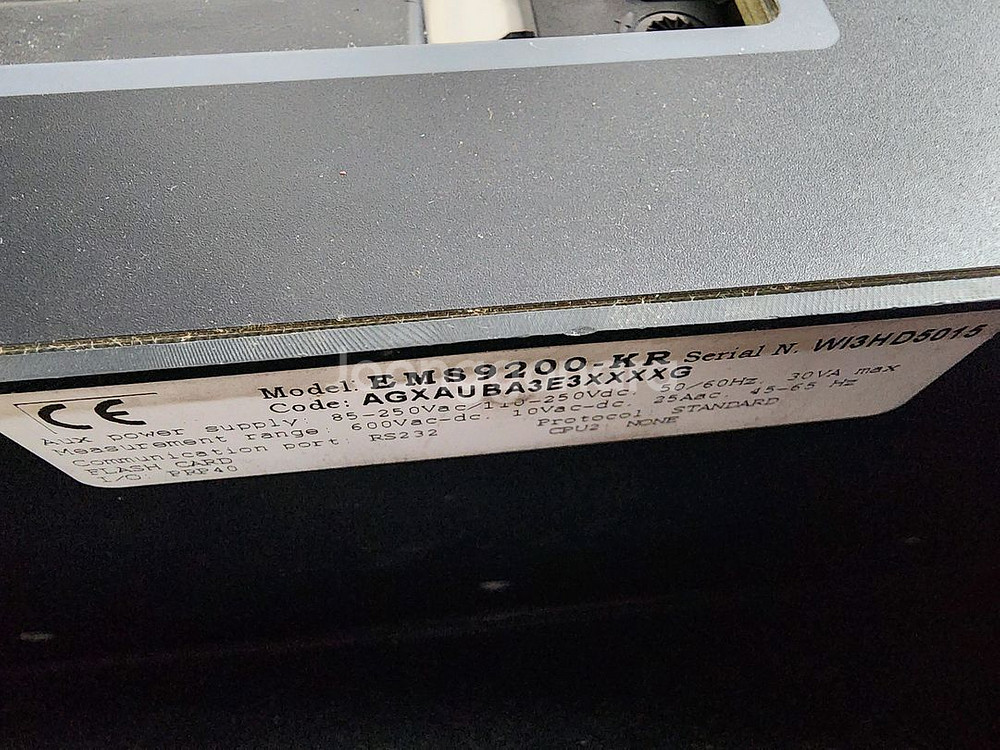 CE
Model: EMS9200-KR Serial N. WI3HD5015
Code: AGXAUBA3E3XXXXG
Aux power supply: 85-250Vac/110-250Vdc. 50/60Hz 30VA max
Measurement range: 600Vac-dc. 10Vac-dc. 25Aac. 45-65 Hz
Communication port RS232 Protocol STANDARD
FLASH CARD CPU2 NONE
I/O: PRP40